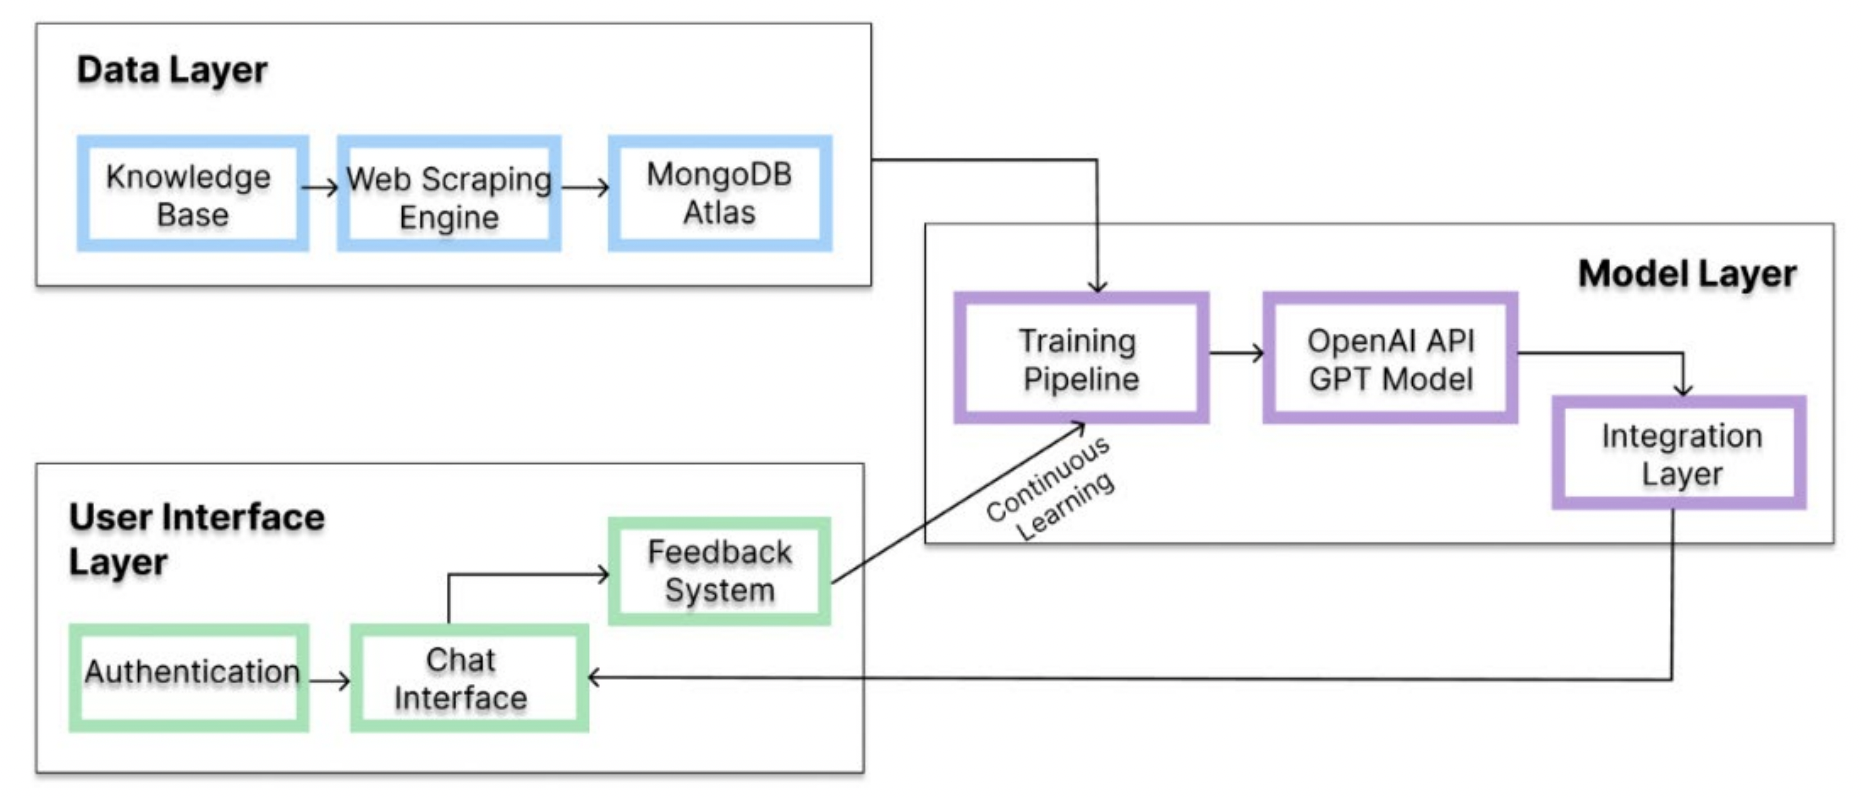 Data Layer
Knowledge
Base
Web Scraping
Engine
MongoDB
Atlas
Model Layer
Training
Pipeline
OpenAI API
GPT Model
Integration
Layer
Continuous
Learning
User Interface
Layer
Feedback
System
Authentication
Chat
Interface